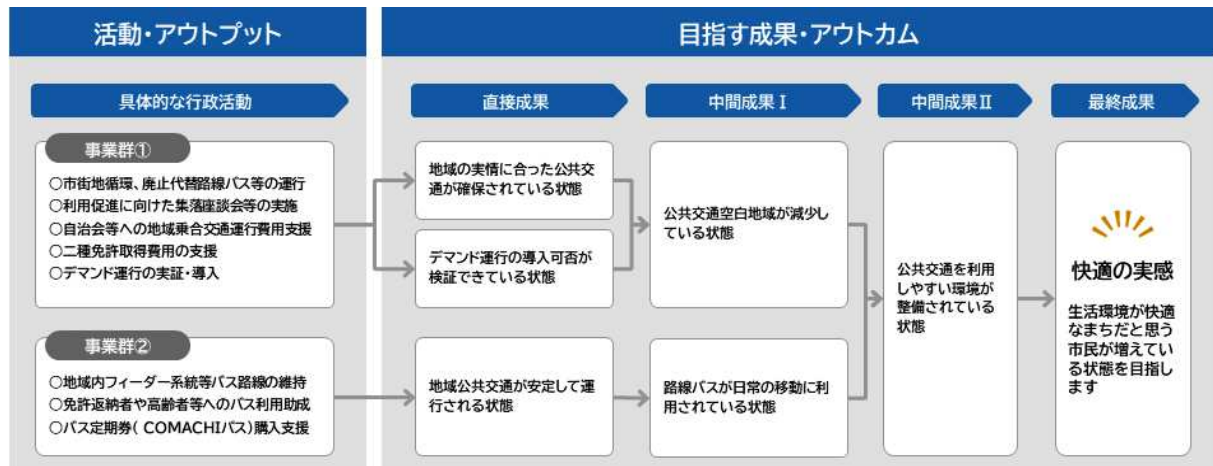 活動・アウトプット
目指す成果・アウトカム
具体的な行政活動
直接成果
中間成果Ⅰ
中間成果Ⅱ
最終成果
事業群①
○市街地循環、廃止代替路線バス等の運行
○利用促進に向けた集落座談会等の実施
○自治会等への地域乗合交通運行費用支援
○二種免許取得費用の支援
○デマンド運行の実証・導入
事業群②
○地域内フィーダー系統等バス路線の維持
○免許返納者や高齢者等へのバス利用助成
○バス定期券( COMACHIパス)購入支援
地域の実情に合った公共交
通が確保されている状態
デマンド運行の導入可否が
検証できている状態
地域公共交通が安定して運
行される状態
公共交通空白地域が減少し
ている状態
路線バスが日常の移動に利
用されている状態
公共交通を利用
しやすい環境が
整備されている
状態
快適の実感
生活環境が快適
なまちだと思う
市民が増えてい
る状態を目指し
ます